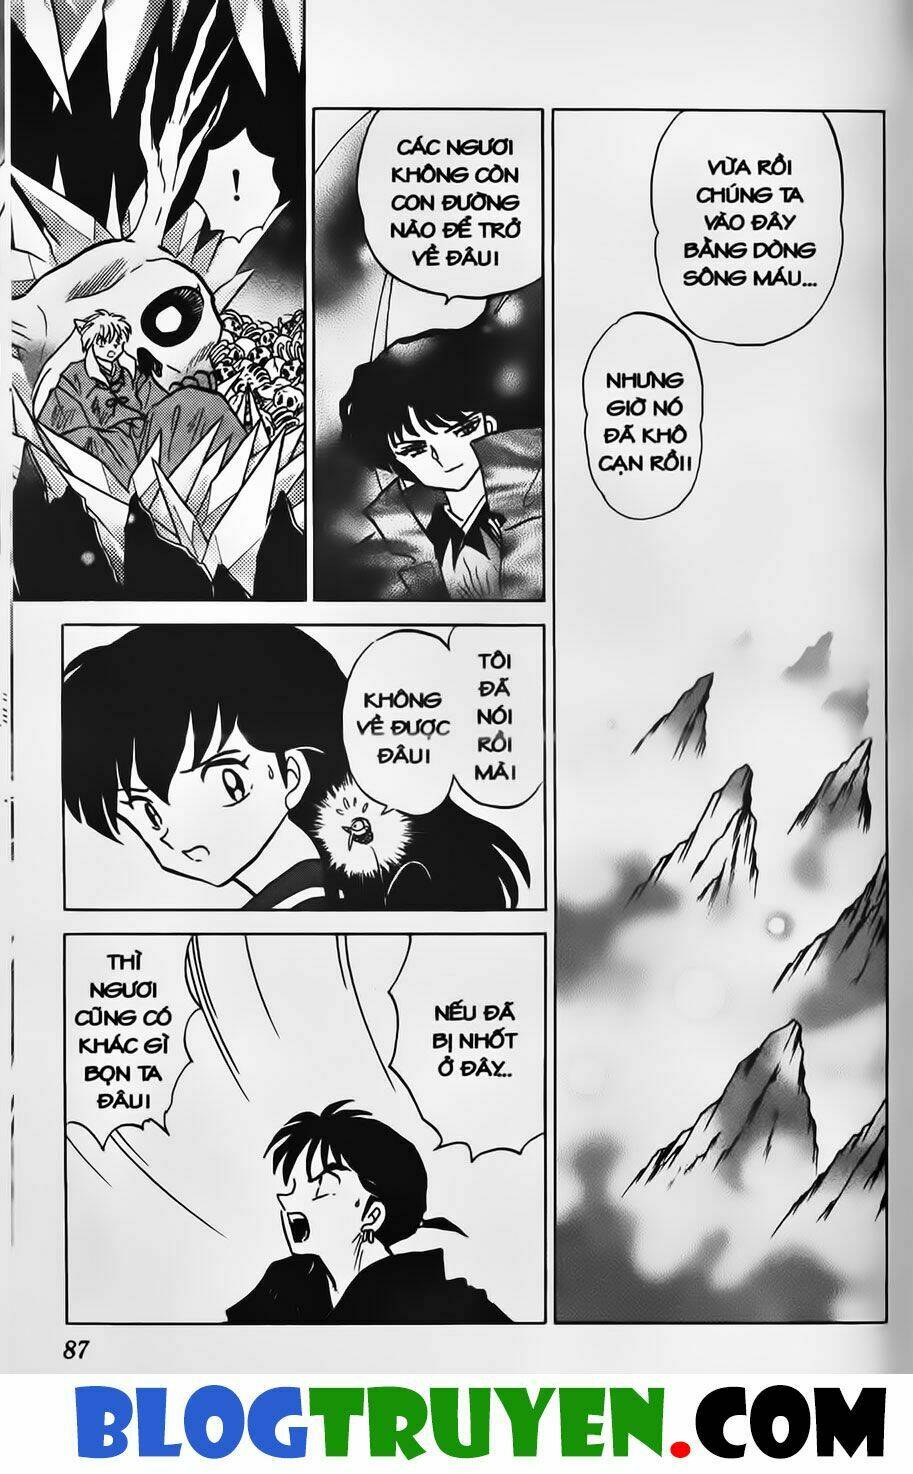 VỪA RỒI
CHÚNG TA
VÀO ĐÂY
BẰNG DÒNG
SÔNG MÁU...
NHƯNG
GIỜ NÓ
ĐÃ KHÔ
CẠN RỒI!
CÁC NGƯƠI
KHÔNG CÒN
CON ĐƯỜNG
NÀO ĐỂ TRỞ
VỀ ĐÂU!
!
TÔI
ĐÃ
NÓI
RỒI
MÀ!
KHÔNG
VỀ ĐƯỢC
ĐÂU!
NẾU ĐÃ
BỊ NHỐT
Ở ĐÂY...
THÌ
NGƯƠI
CŨNG CÓ
KHÁC GÌ
BỌN TA
ĐÂU!
87
BLOGTRUYEN.COM